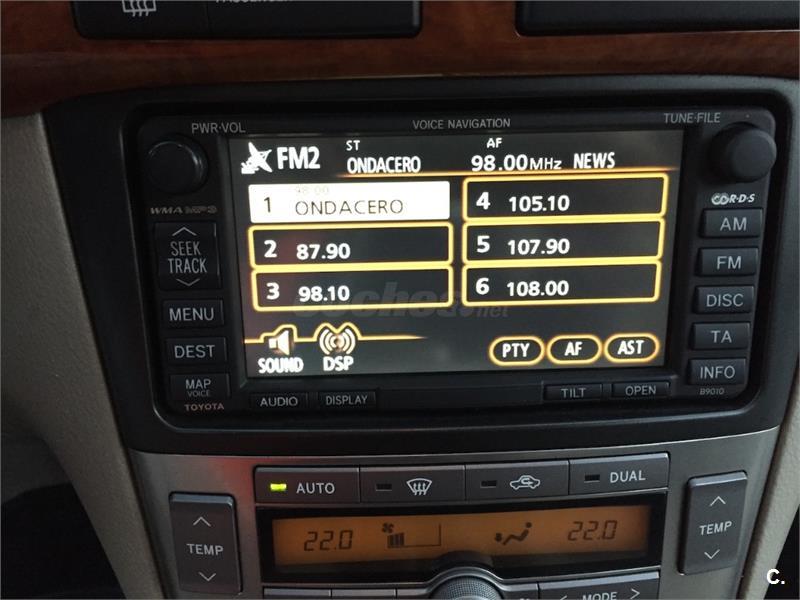 PASSENGER
PWR·VOL
VOICE NAVIGATION
TUNE·FILE
FM2
ST
ONDACERO
AF
98.00MHz
NEWS
1 98.00 ONDACERO
2 87.90
3 98.10
4 105.10
5 107.90
6 108.00
SOUND
DSP
PTY
AF
AST
WMA MP3
SEEK
TRACK
MENU
DEST
MAP
VOICE
TOYOTA
R·D·S
AM
FM
DISC
TA
INFO
B9010
AUDIO
DISPLAY
TILT
OPEN
coches.net
AUTO
DUAL
TEMP
22.0
22.0
TEMP
MODE
C.